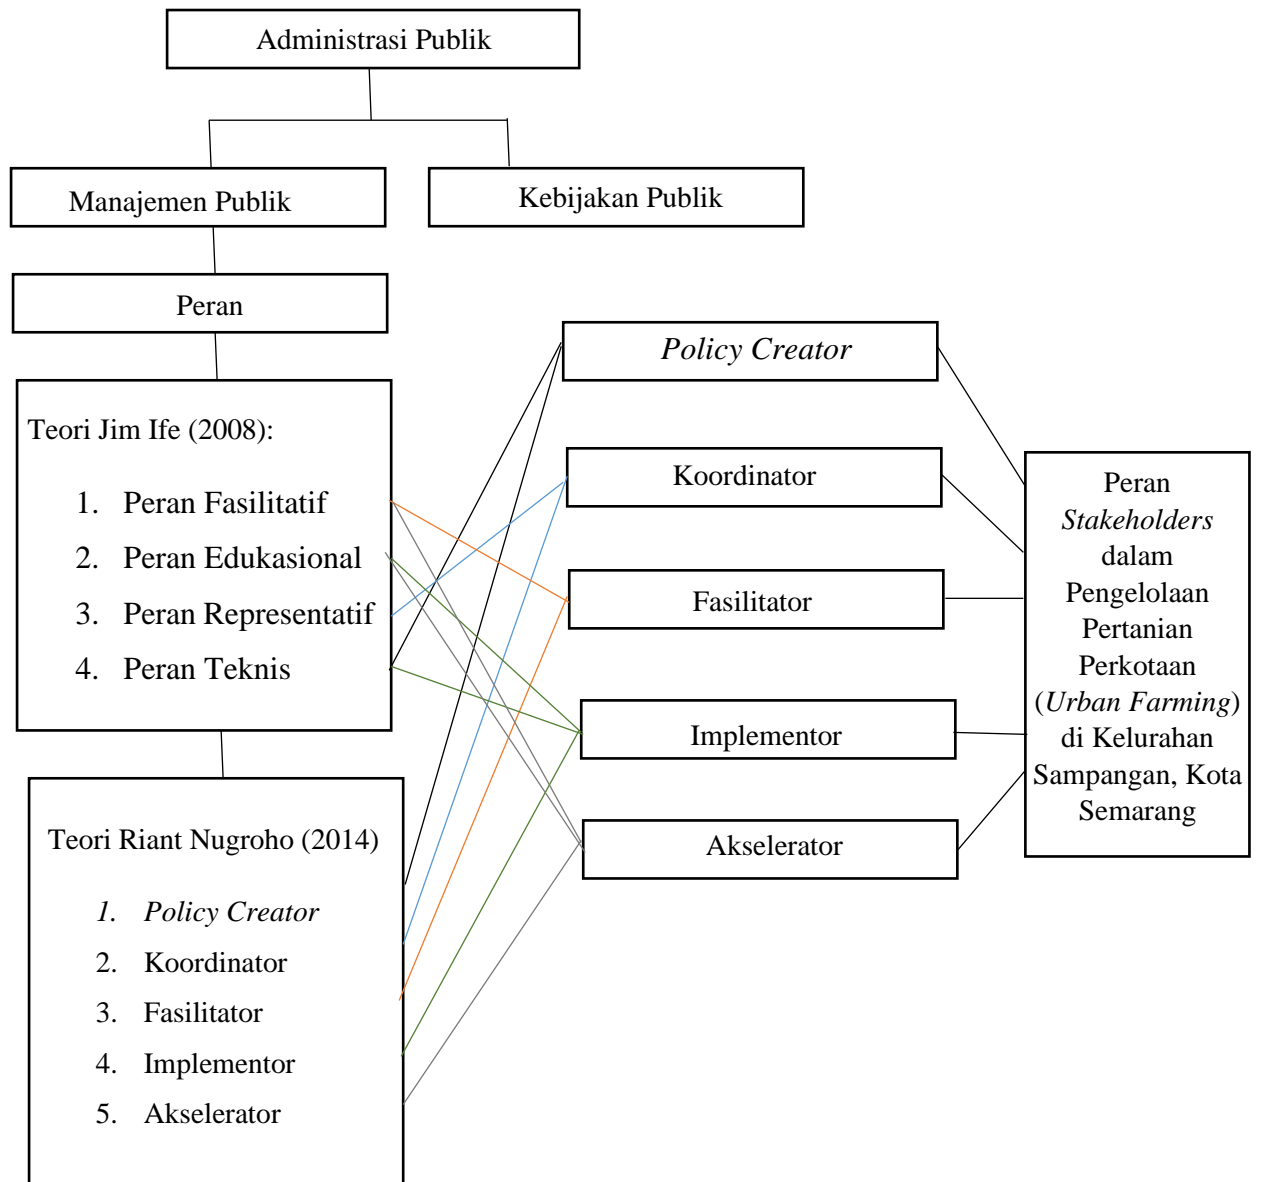 Administrasi Publik
Manajemen Publik
Kebijakan Publik
Peran
Teori Jim Ife (2008):
1. Peran Fasilitatif
2. Peran Edukasional
3. Peran Representatif
4. Peran Teknis
Teori Riant Nugroho (2014)
1. Policy Creator
2. Koordinator
3. Fasilitator
4. Implementor
5. Akselerator
Policy Creator
Koordinator
Fasilitator
Implementor
Akselerator
Peran
Stakeholders
dalam
Pengelolaan
Pertanian
Perkotaan
(Urban Farming)
di Kelurahan
Sampangan, Kota
Semarang